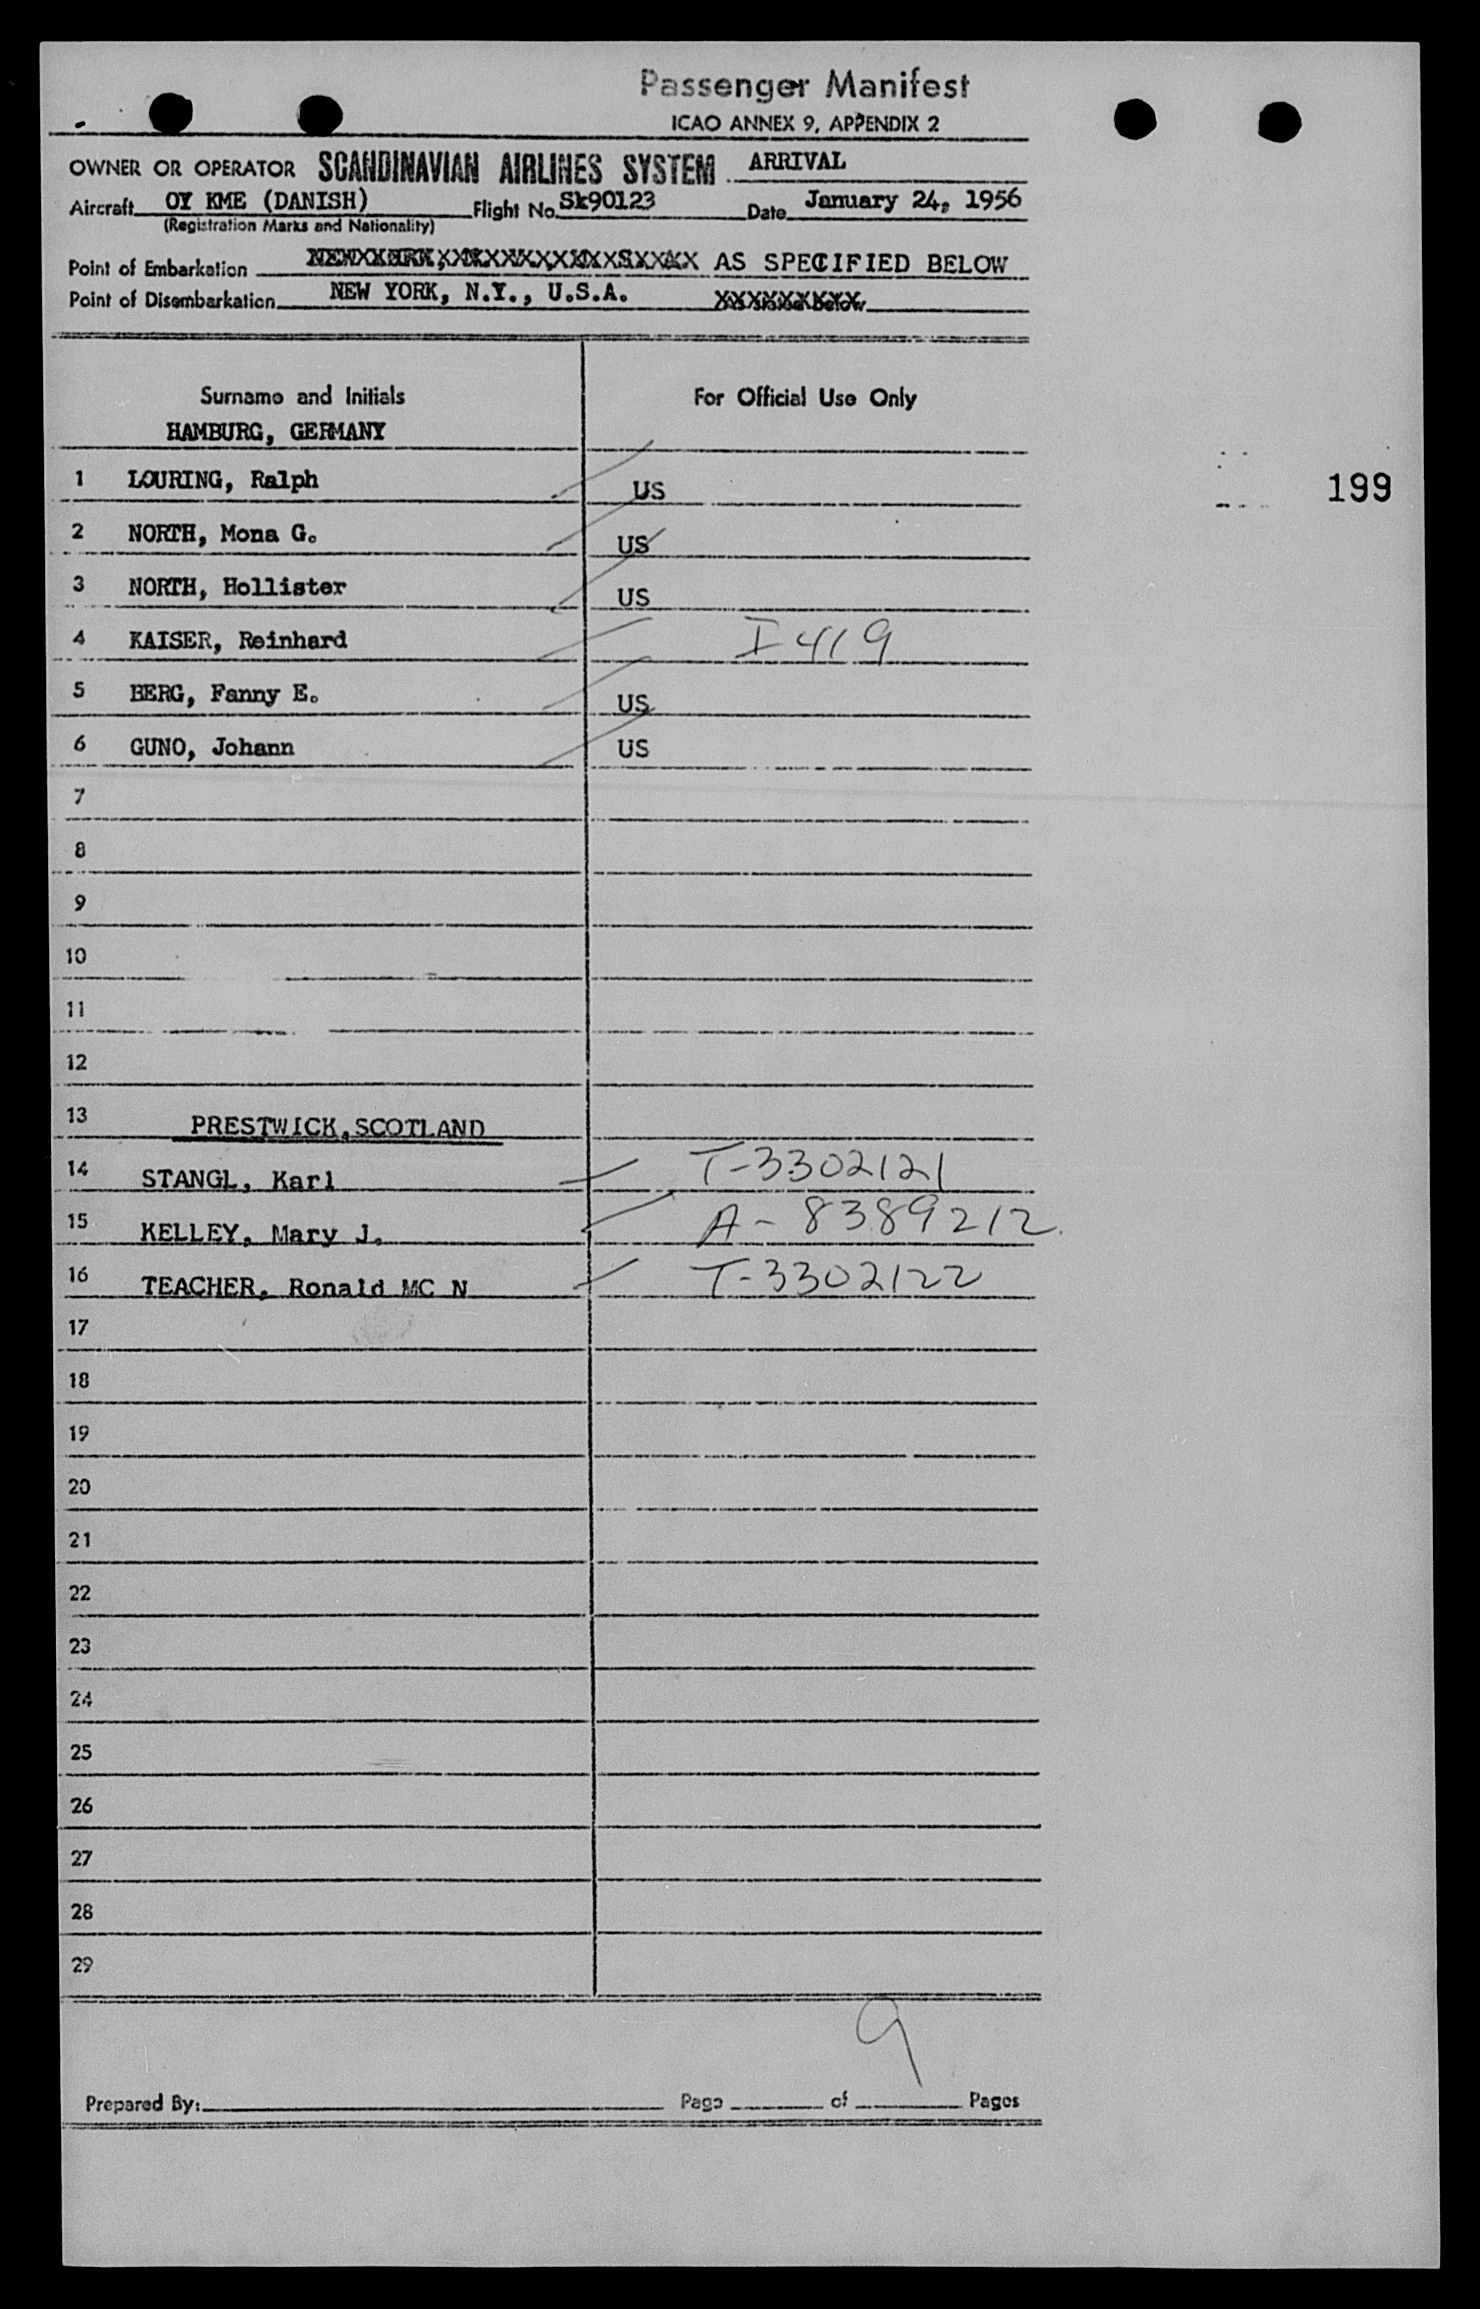 Passenger Manifest
ICAO ANNEX 9, APPENDIX 2
OWNER OR OPERATOR SCANDINAVIAN AIRLINES SYSTEM ARRIVAL
Aircraft OY KME (DANISH) Flight No. Sk90123 Date January 24, 1956
(Registration Marks and Nationality)
Point of Embarkation AS SPECIFIED BELOW
Point of Disembarkation NEW YORK, N.Y., U.S.A.
Surname and Initials For Official Use Only
HAMBURG, GERMANY
1 LOURING, Ralph US
199
2 NORTH, Mona G. US
3 NORTH, Hollister US
4 KAISER, Reinhard I-419
5 BERG, Fanny E. US
6 GUNO, Johann US
7
8
9
10
11
12
13 PRESTWICK, SCOTLAND
14 STANGL, Karl T-3302121
15 KELLEY, Mary J. A-8389212
16 TEACHER, Ronald MC N T-3302122
17
18
19
20
21
22
23
24
25
26
27
28
29
9
Prepared By: Page of Pages